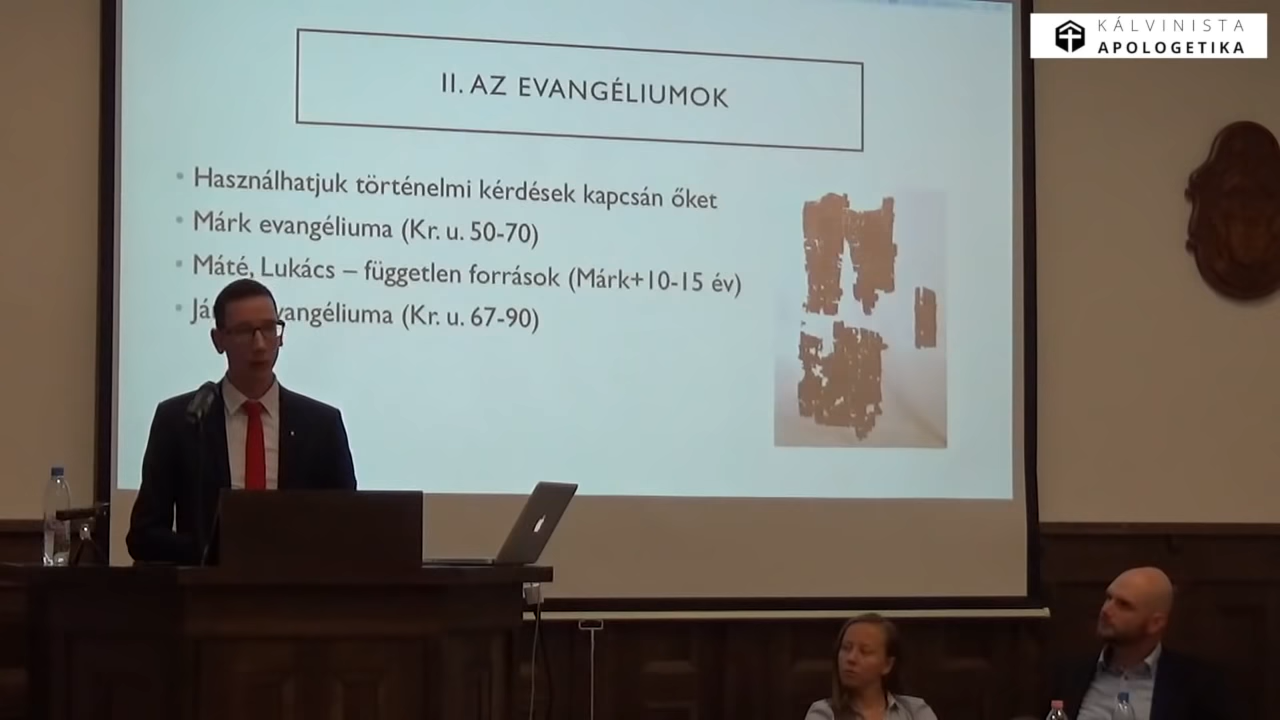 KÁLVINISTA
APOLOGETIKA
II. AZ EVANGÉLIUMOK
• Használhatjuk történelmi kérdések kapcsán őket
• Márk evangéliuma (Kr. u. 50-70)
• Máté, Lukács – független források (Márk+10-15 év)
(Kr. u. 67-90)